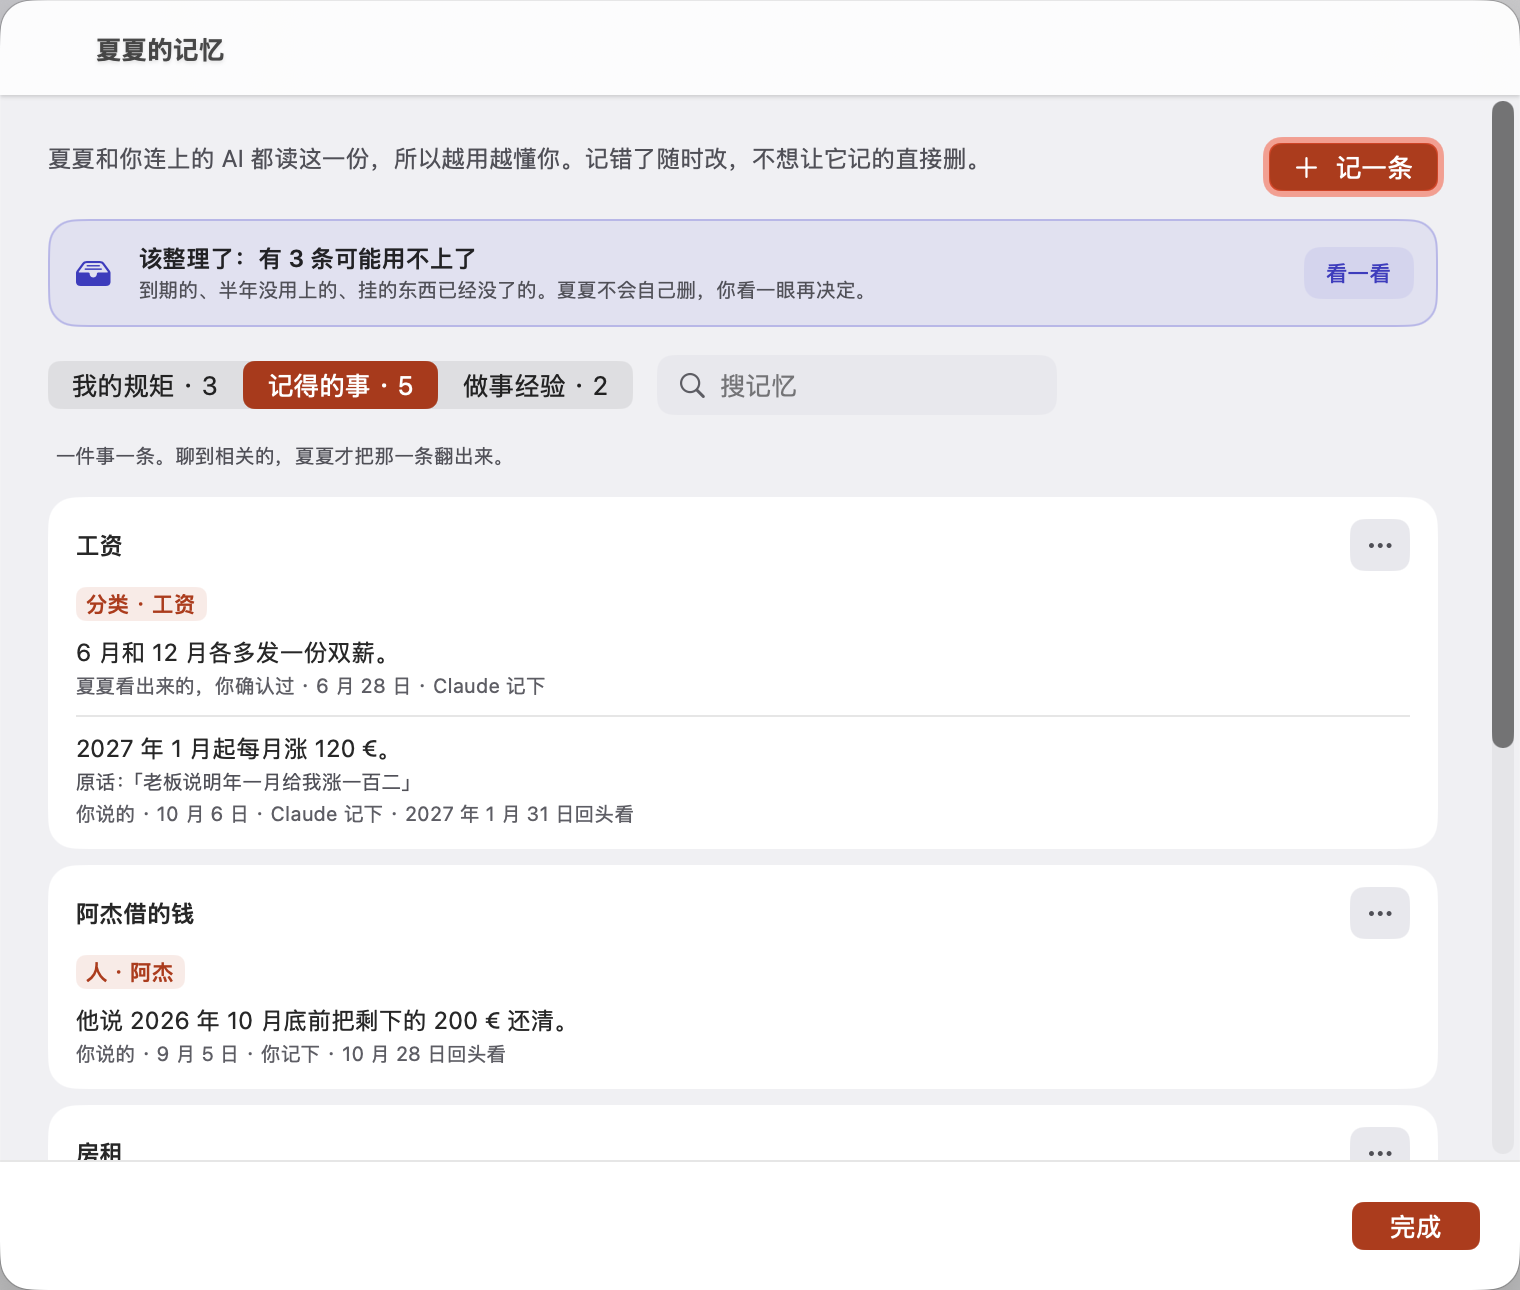 夏夏的记忆
夏夏和你连上的 AI 都读这一份，所以越用越懂你。记错了随时改，不想让它记的直接删。
+ 记一条
该整理了：有 3 条可能用不上了
到期的、半年没用上的、挂的东西已经没了的。夏夏不会自己删，你看一眼再决定。
看一看
我的规矩 · 3
记得的事 · 5
做事经验 · 2
搜记忆
一件事一条。聊到相关的，夏夏才把那一条翻出来。
工资
分类 · 工资
6 月和 12 月各多发一份双薪。
夏夏看出来的，你确认过 · 6 月 28 日 · Claude 记下
2027 年 1 月起每月涨 120 €。
原话：「老板说明年一月给我涨一百二」
你说的 · 10 月 6 日 · Claude 记下 · 2027 年 1 月 31 日回头看
阿杰借的钱
人 · 阿杰
他说 2026 年 10 月底前把剩下的 200 € 还清。
你说的 · 9 月 5 日 · 你记下 · 10 月 28 日回头看
房租
完成